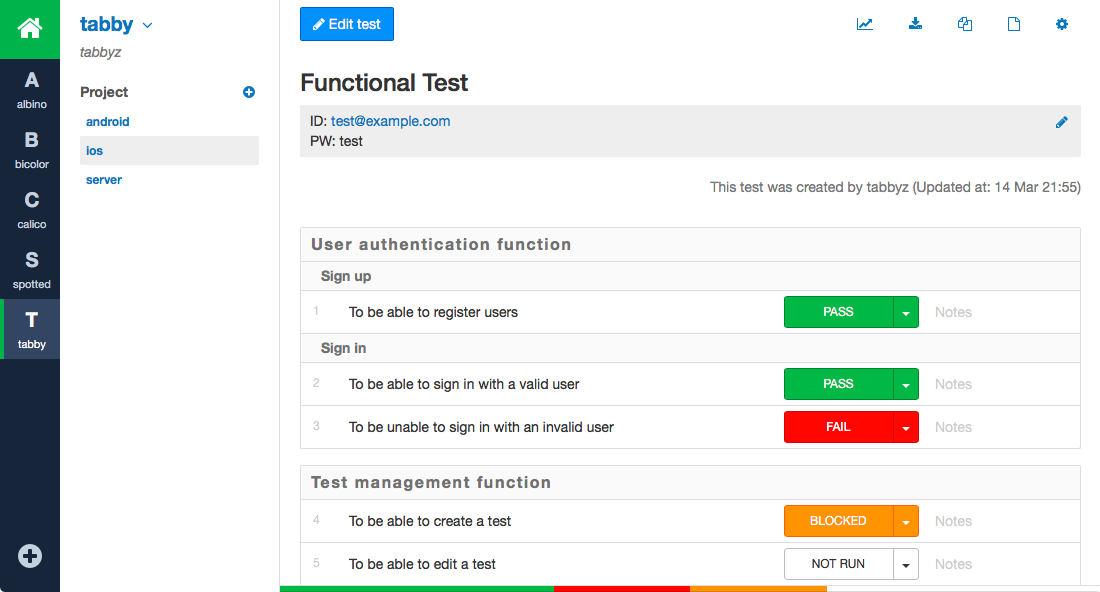 A
albino
B
bicolor
C
calico
S
spotted
T
tabby
tabby
tabbyz
Project
android
ios
server
Edit test
Functional Test
ID: test@example.com
PW: test
This test was created by tabbyz (Updated at: 14 Mar 21:55)
User authentication function
Sign up
1 To be able to register users PASS Notes
Sign in
2 To be able to sign in with a valid user PASS Notes
3 To be unable to sign in with an invalid user FAIL Notes
Test management function
4 To be able to create a test BLOCKED Notes
5 To be able to edit a test NOT RUN Notes